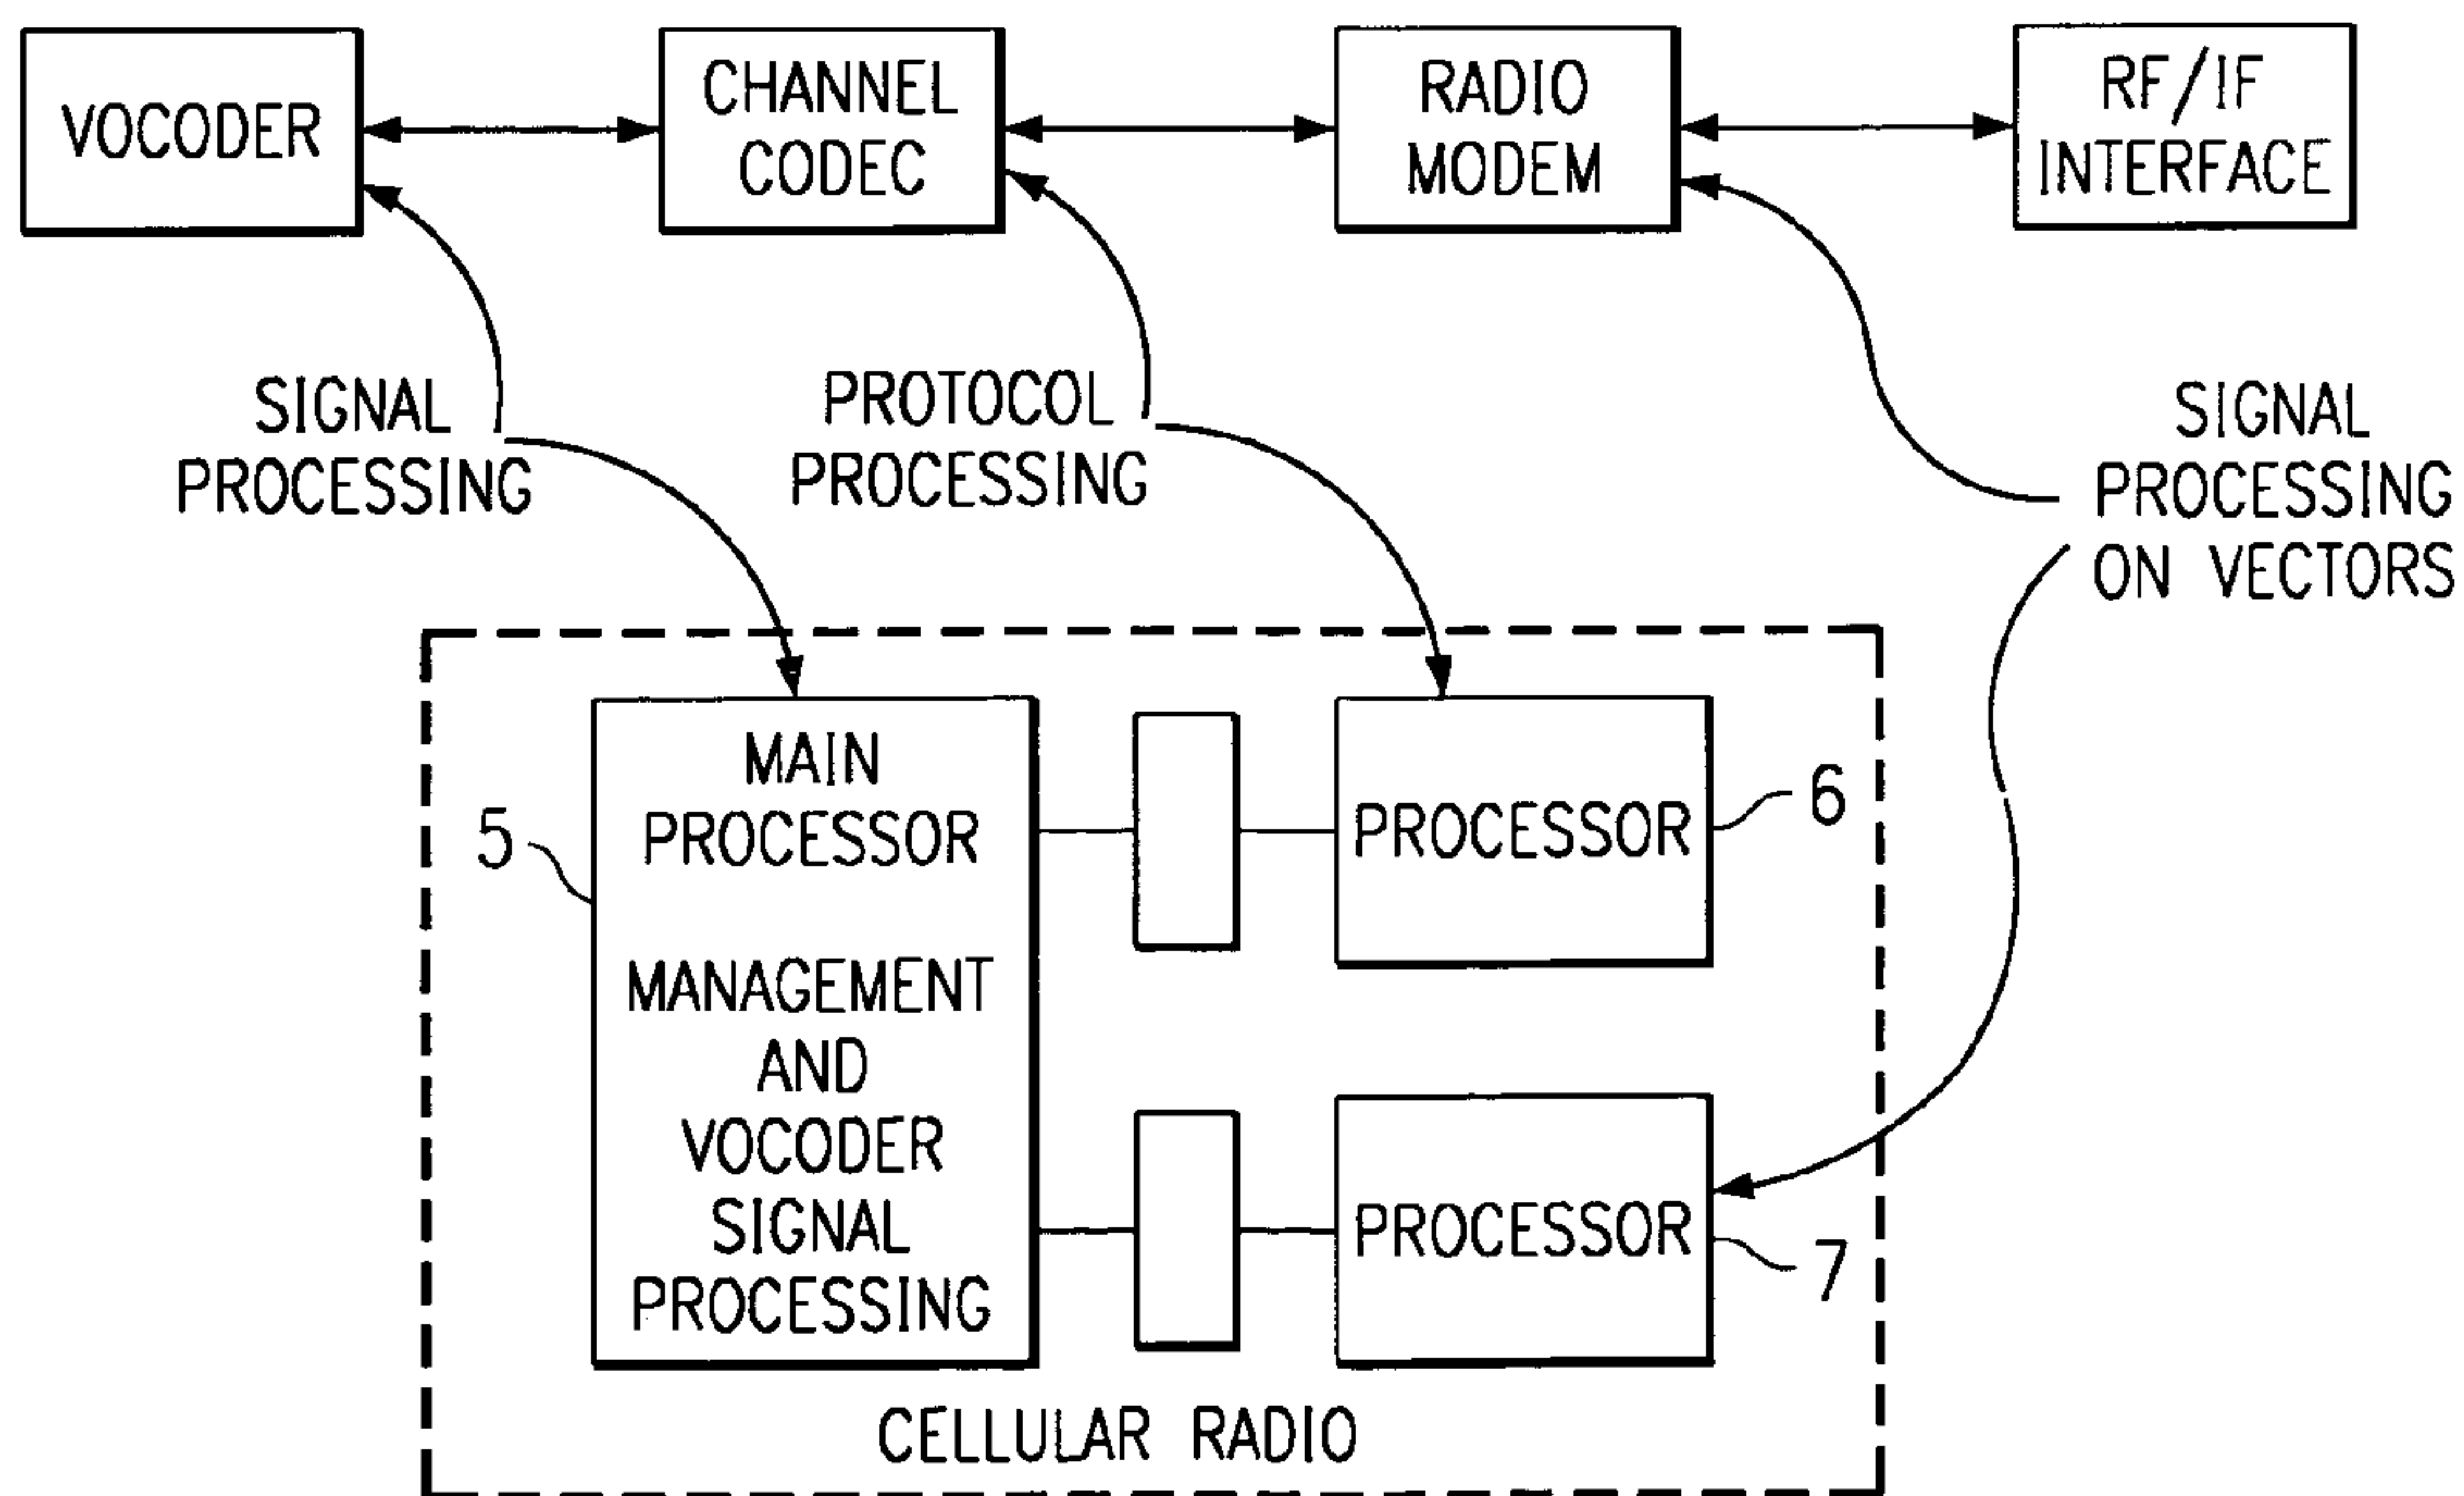 VOCODER
CHANNEL
CODEC
RADIO
MODEM
RF/IF
INTERFACE
SIGNAL
PROCESSING
PROTOCOL
PROCESSING
SIGNAL
PROCESSING
ON VECTORS
MAIN
PROCESSOR
MANAGEMENT
AND
VOCODER
SIGNAL
PROCESSING
5
PROCESSOR
6
PROCESSOR
7
CELLULAR RADIO